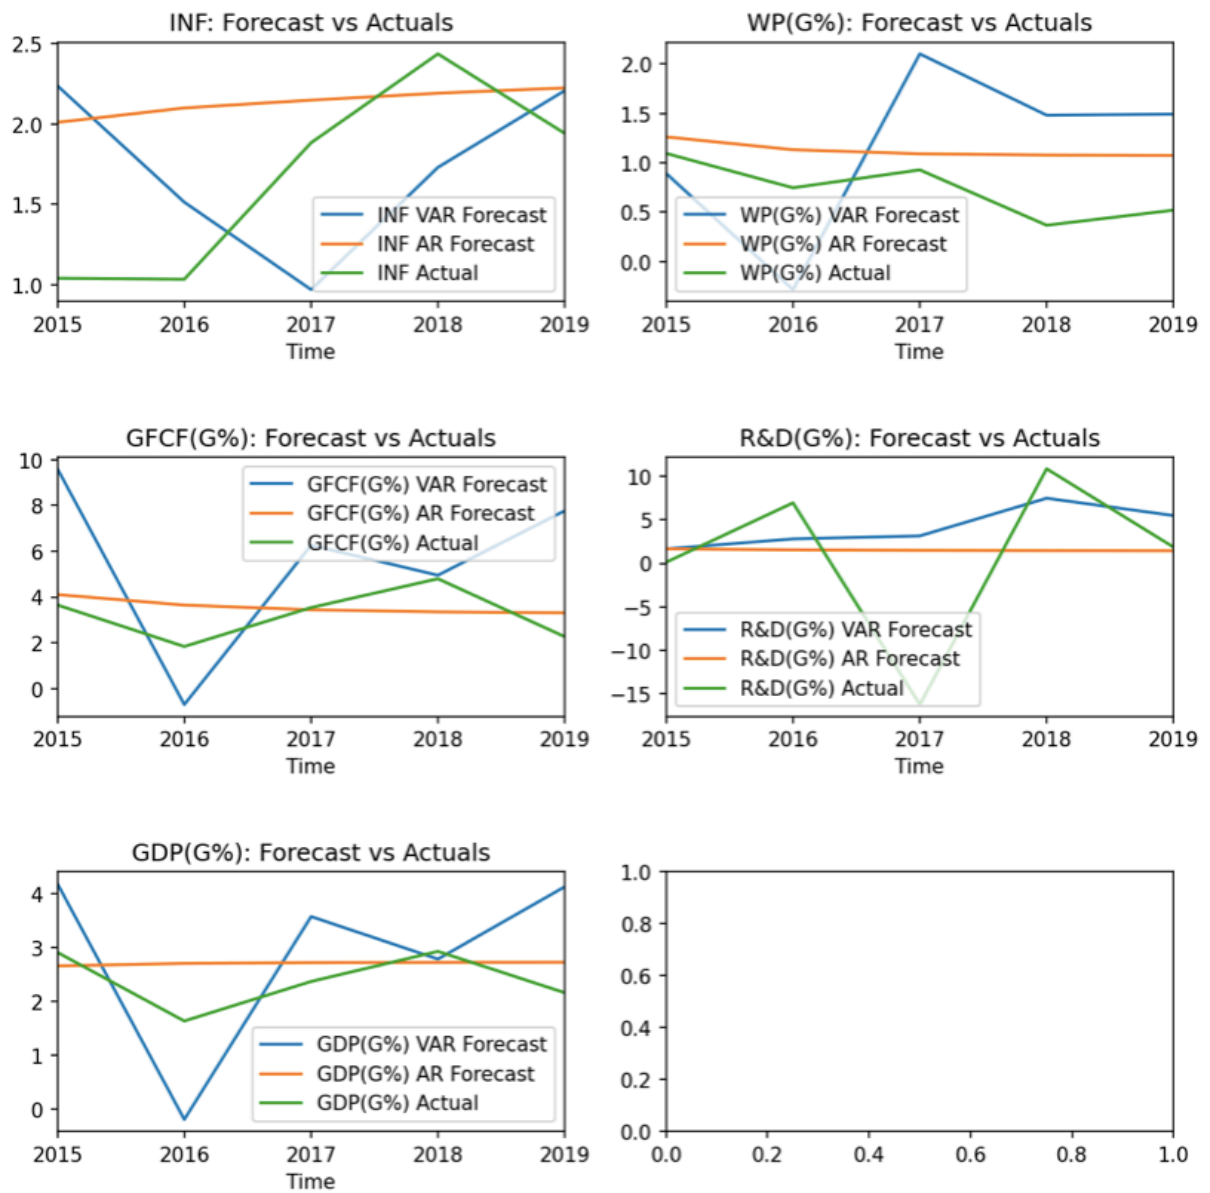 INF: Forecast vs Actuals
2.5
2.0
1.5
1.0
INF VAR Forecast
INF AR Forecast
INF Actual
2015 2016 2017 2018 2019
Time
WP(G%): Forecast vs Actuals
2.0
1.5
1.0
0.5
0.0
WP(G%) VAR Forecast
WP(G%) AR Forecast
WP(G%) Actual
2015 2016 2017 2018 2019
Time
GFCF(G%): Forecast vs Actuals
10
8
6
4
2
0
GFCF(G%) VAR Forecast
GFCF(G%) AR Forecast
GFCF(G%) Actual
2015 2016 2017 2018 2019
Time
R&D(G%): Forecast vs Actuals
10
5
0
−5
−10
−15
R&D(G%) VAR Forecast
R&D(G%) AR Forecast
R&D(G%) Actual
2015 2016 2017 2018 2019
Time
GDP(G%): Forecast vs Actuals
4
3
2
1
0
GDP(G%) VAR Forecast
GDP(G%) AR Forecast
GDP(G%) Actual
2015 2016 2017 2018 2019
Time
1.0
0.8
0.6
0.4
0.2
0.0
0.0 0.2 0.4 0.6 0.8 1.0